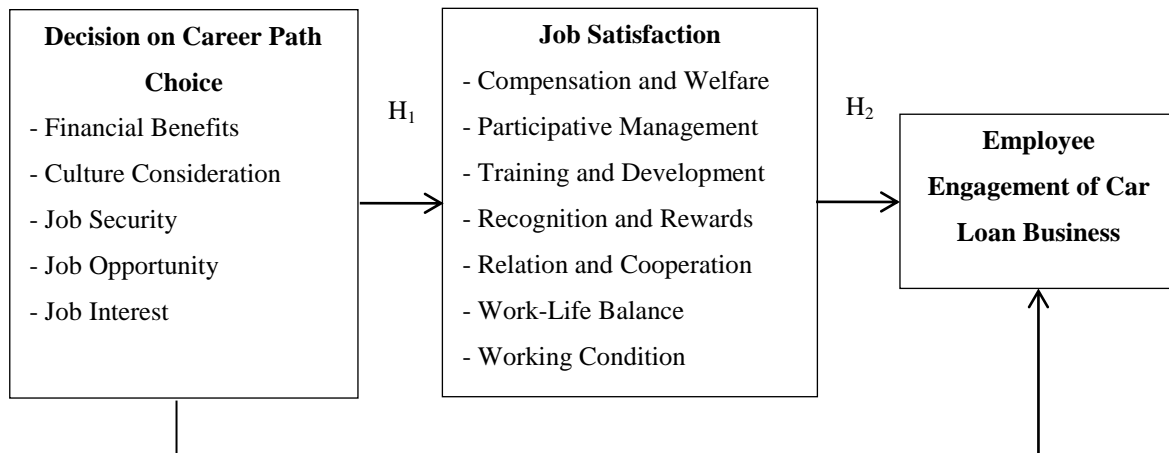 Decision on Career Path
Choice
- Financial Benefits
- Culture Consideration
- Job Security
- Job Opportunity
- Job Interest
H1
Job Satisfaction
- Compensation and Welfare
- Participative Management
- Training and Development
- Recognition and Rewards
- Relation and Cooperation
- Work-Life Balance
- Working Condition
H2
Employee
Engagement of Car
Loan Business